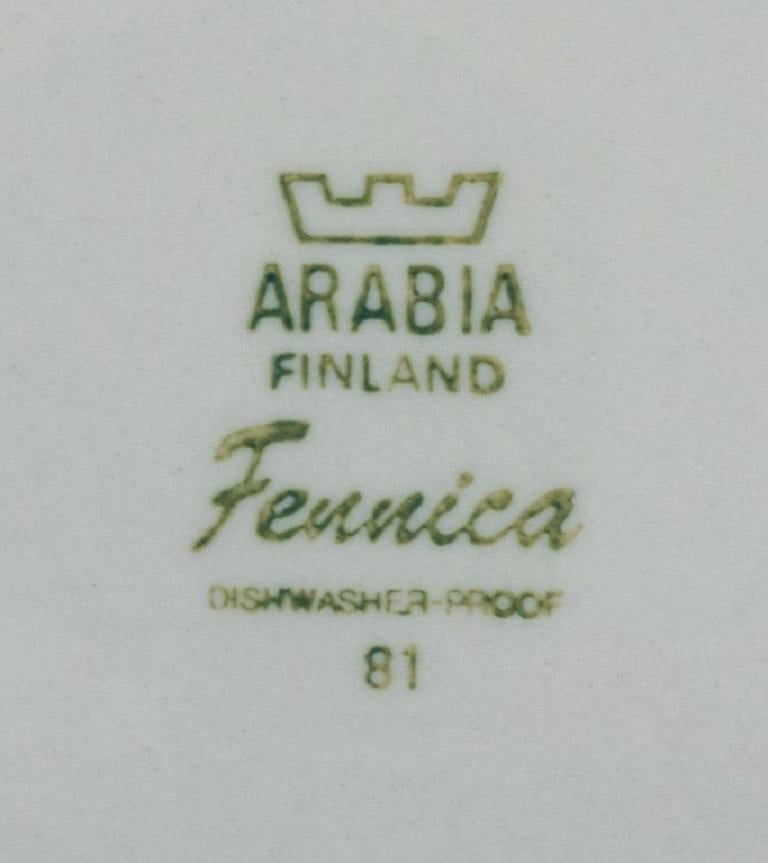 ARABIA
FINLAND
Fennica
DISHWASHER-PROOF
81